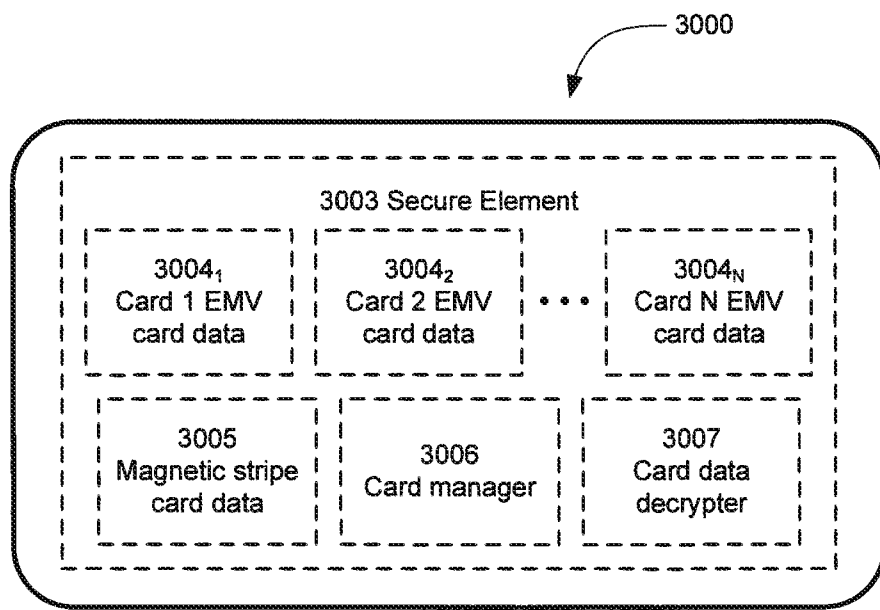 3000
3003 Secure Element
3004₁
Card 1 EMV
card data
3004₂
Card 2 EMV
card data
• • •
3004ₙ
Card N EMV
card data
3005
Magnetic stripe
card data
3006
Card manager
3007
Card data
decrypter